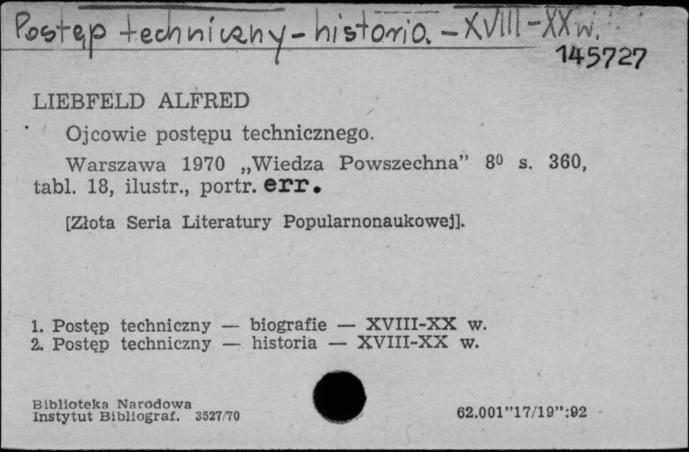 Postęp techniczny - historia. - XVIII-XX w.
145727
LIEBFELD ALFRED
Ojcowie postępu technicznego.
Warszawa 1970 „Wiedza Powszechna” 8⁰ s. 360,
tabl. 18, ilustr., portr. err.
[Złota Seria Literatury Popularnonaukowej].
1. Postęp techniczny — biografie — XVIII-XX w.
2. Postęp techniczny — historia — XVIII-XX w.
Biblioteka Narodowa
Instytut Bibliograf. 3527/70
62.001”17/19”:92